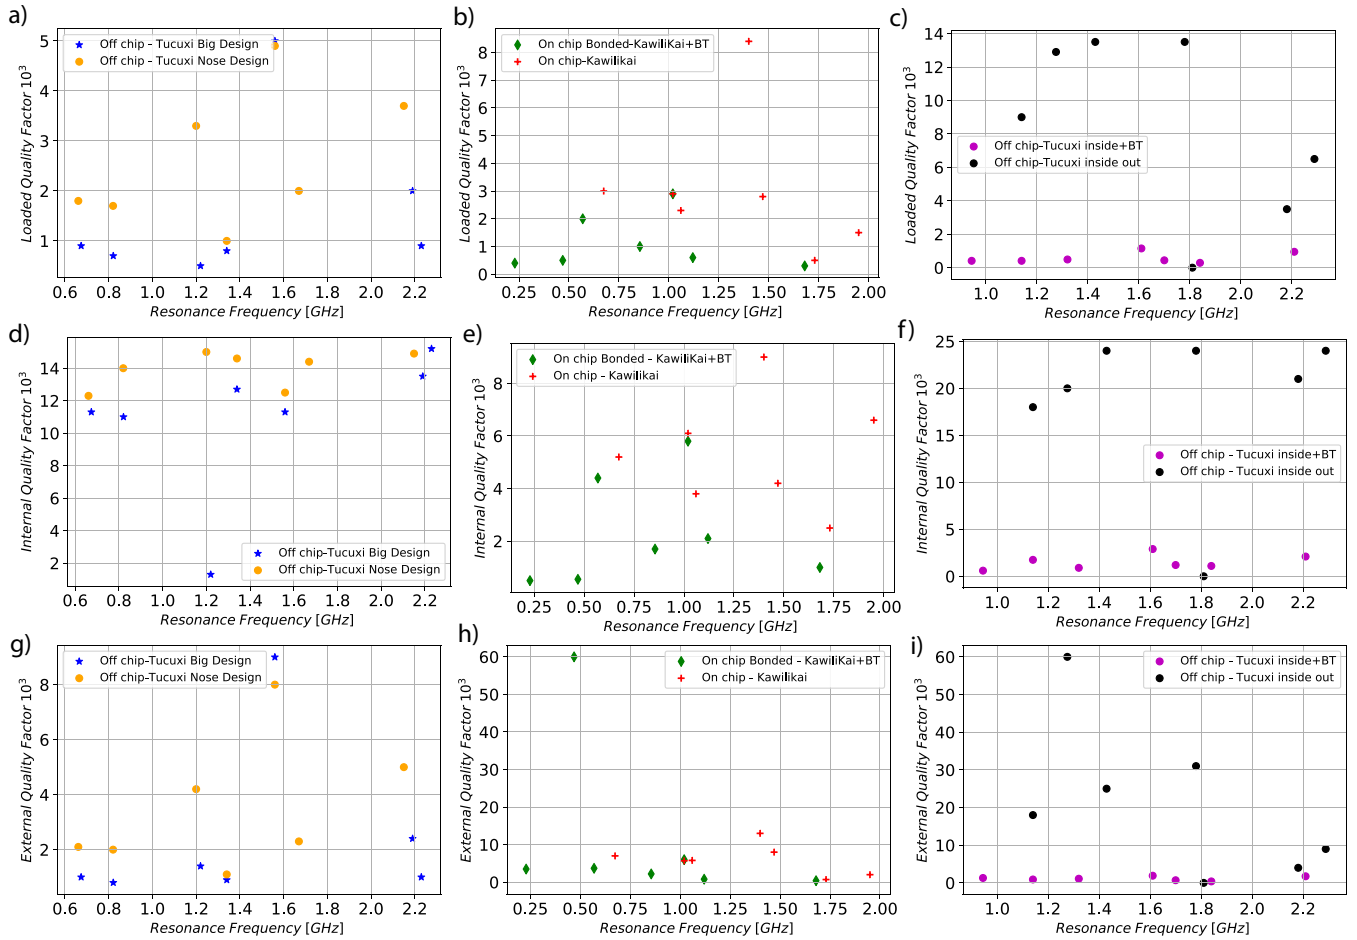 a)
Loaded Quality Factor 10³
5
4
3
2
1
Off chip - Tucuxi Big Design
Off chip - Tucuxi Nose Design
0.6 0.8 1.0 1.2 1.4 1.6 1.8 2.0 2.2
Resonance Frequency [GHz]
b)
Loaded Quality Factor 10³
8
7
6
5
4
3
2
1
0
On chip Bonded-KawiliKai+BT
On chip-Kawilikai
0.25 0.50 0.75 1.00 1.25 1.50 1.75 2.00
Resonance Frequency [GHz]
c)
Loaded Quality Factor 10³
14
12
10
8
6
4
2
0
Off chip-Tucuxi inside+BT
Off chip-Tucuxi inside out
1.0 1.2 1.4 1.6 1.8 2.0 2.2
Resonance Frequency [GHz]
d)
Internal Quality Factor 10³
14
12
10
8
6
4
2
Off chip-Tucuxi Big Design
Off chip-Tucuxi Nose Design
0.6 0.8 1.0 1.2 1.4 1.6 1.8 2.0 2.2
Resonance Frequency [GHz]
e)
Internal Quality Factor 10³
8
6
4
2
On chip Bonded - KawiliKai+BT
On chip - Kawilikai
0.25 0.50 0.75 1.00 1.25 1.50 1.75 2.00
Resonance Frequency [GHz]
f)
Internal Quality Factor 10³
25
20
15
10
5
0
Off chip - Tucuxi inside+BT
Off chip - Tucuxi inside out
1.0 1.2 1.4 1.6 1.8 2.0 2.2
Resonance Frequency [GHz]
g)
External Quality Factor 10³
8
6
4
2
Off chip-Tucuxi Big Design
Off chip-Tucuxi Nose Design
0.6 0.8 1.0 1.2 1.4 1.6 1.8 2.0 2.2
Resonance Frequency [GHz]
h)
External Quality Factor 10³
60
50
40
30
20
10
0
On chip Bonded - KawiliKai+BT
On chip - Kawilikai
0.25 0.50 0.75 1.00 1.25 1.50 1.75 2.00
Resonance Frequency [GHz]
i)
External Quality Factor 10³
60
50
40
30
20
10
0
Off chip - Tucuxi inside+BT
Off chip - Tucuxi inside out
1.0 1.2 1.4 1.6 1.8 2.0 2.2
Resonance Frequency [GHz]